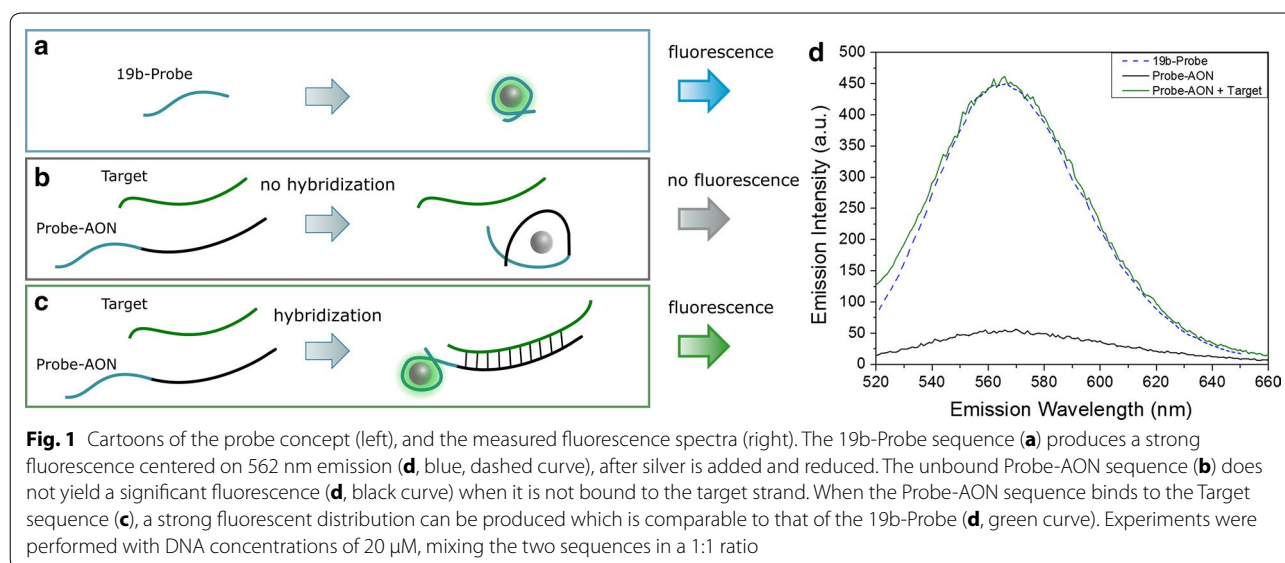 a
19b-Probe
fluorescence
b
Target
no hybridization
Probe-AON
no fluorescence
c
Target
hybridization
Probe-AON
fluorescence
d
500
450
400
350
300
250
200
150
100
50
0
Emission Intensity (a.u.)
19b-Probe
Probe-AON
Probe-AON + Target
520 540 560 580 600 620 640 660
Emission Wavelength (nm)
Fig. 1 Cartoons of the probe concept (left), and the measured fluorescence spectra (right). The 19b-Probe sequence (a) produces a strong
fluorescence centered on 562 nm emission (d, blue, dashed curve), after silver is added and reduced. The unbound Probe-AON sequence (b) does
not yield a significant fluorescence (d, black curve) when it is not bound to the target strand. When the Probe-AON sequence binds to the Target
sequence (c), a strong fluorescent distribution can be produced which is comparable to that of the 19b-Probe (d, green curve). Experiments were
performed with DNA concentrations of 20 µM, mixing the two sequences in a 1:1 ratio